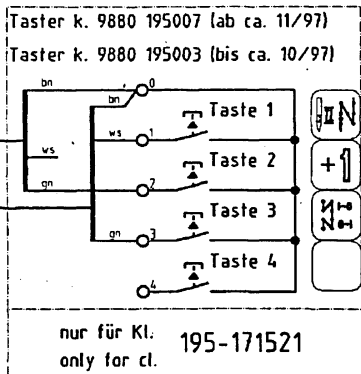 Taster k. 9880 195007 (ab ca. 11/97)
Taster k. 9880 195003 (bis ca. 10/97)
bn
0
bn
Taste 1
ws
1
ws
Taste 2
gn
2
Taste 3
gn
3
Taste 4
4
II
+1
nur für Kl.
only for cl.
195-171521